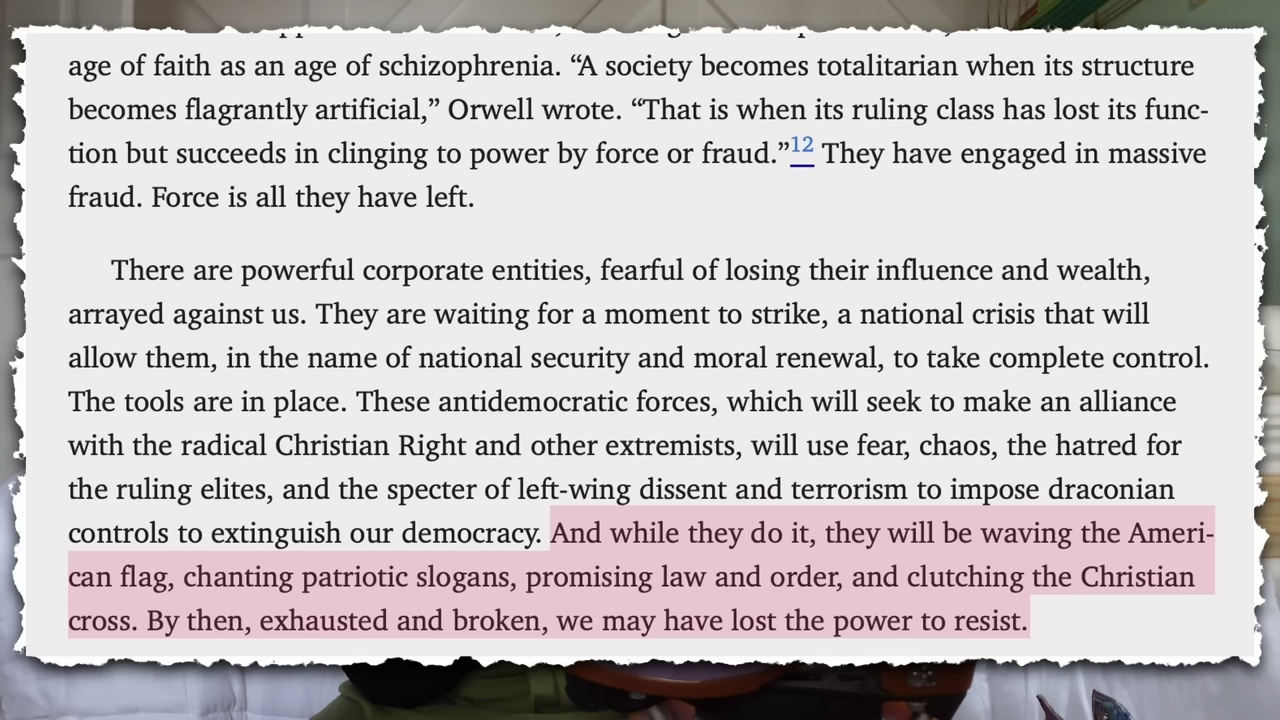 age of faith as an age of schizophrenia. “A society becomes totalitarian when its structure
becomes flagrantly artificial,” Orwell wrote. “That is when its ruling class has lost its func-
tion but succeeds in clinging to power by force or fraud.”12 They have engaged in massive
fraud. Force is all they have left.
There are powerful corporate entities, fearful of losing their influence and wealth,
arrayed against us. They are waiting for a moment to strike, a national crisis that will
allow them, in the name of national security and moral renewal, to take complete control.
The tools are in place. These antidemocratic forces, which will seek to make an alliance
with the radical Christian Right and other extremists, will use fear, chaos, the hatred for
the ruling elites, and the specter of left-wing dissent and terrorism to impose draconian
controls to extinguish our democracy. And while they do it, they will be waving the Ameri-
can flag, chanting patriotic slogans, promising law and order, and clutching the Christian
cross. By then, exhausted and broken, we may have lost the power to resist.